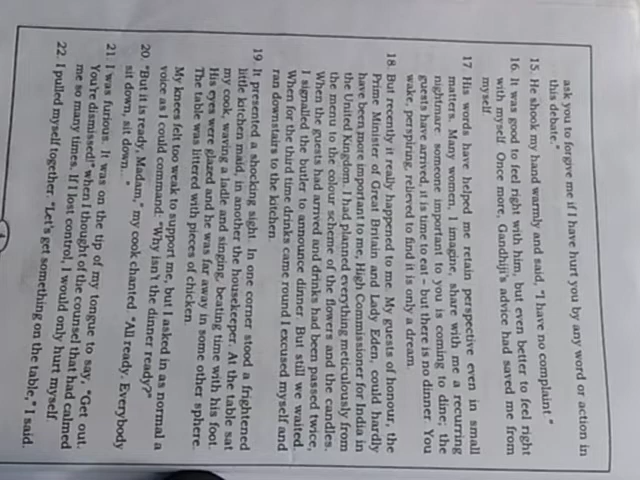 ask you to forgive me if I have hurt you by any word or action in
this debate."
15. He shook my hand warmly and said, "I have no complaint."
16. It was good to feel right with him, but even better to feel right
with myself. Once more, Gandhiji's advice had saved me from
myself.
17. His words have helped me retain perspective even in small
matters. Many women, I imagine, share with me a recurring
nightmare someone important to you is coming to dine; the
guests have arrived, it is time to eat – but there is no dinner. You
wake, perspiring, relieved to find it is only a dream.
18. But recently it really happened to me. My guests of honour, the
Prime Minister of Great Britain and Lady Eden, could hardly
have been more important to me, High Commissioner for India in
the United Kingdom. I had planned everything meticulously from
the menu to the colour scheme of the flowers and the candles.
When the guests had arrived and drinks had been passed twice,
I signalled the butler to announce dinner. But still we waited.
When for the third time drinks came round I excused myself and
ran downstairs to the kitchen.
19. It presented a shocking sight. In one corner stood a frightened
little kitchen maid, in another the housekeeper. At the table sat
my cook, waving a ladle and singing, beating time with his foot.
His eyes were glazed and he was far away in some other sphere.
The table was littered with pieces of chicken.
My knees felt too weak to support me, but I asked in as normal a
voice as I could command: "Why isn't the dinner ready?"
20. "But it is ready, Madam," my cook chanted. "All ready. Everybody
sit down, sit down... "
21. I was furious. It was on the tip of my tongue to say, "Get out.
You're dismissed!" when I thought of the counsel that had calmed
me so many times. If I lost control, I would only hurt myself.
22. I pulled myself together. "Let's get something on the table," I said.